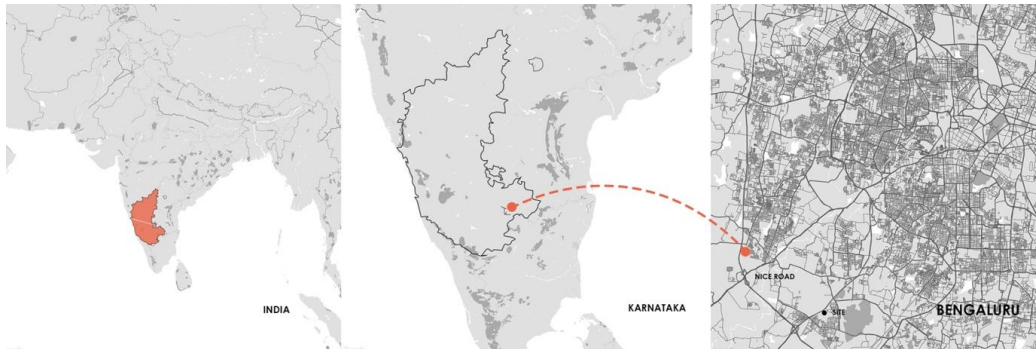 INDIA
KARNATAKA
NICE ROAD
SITE
BENGALURU